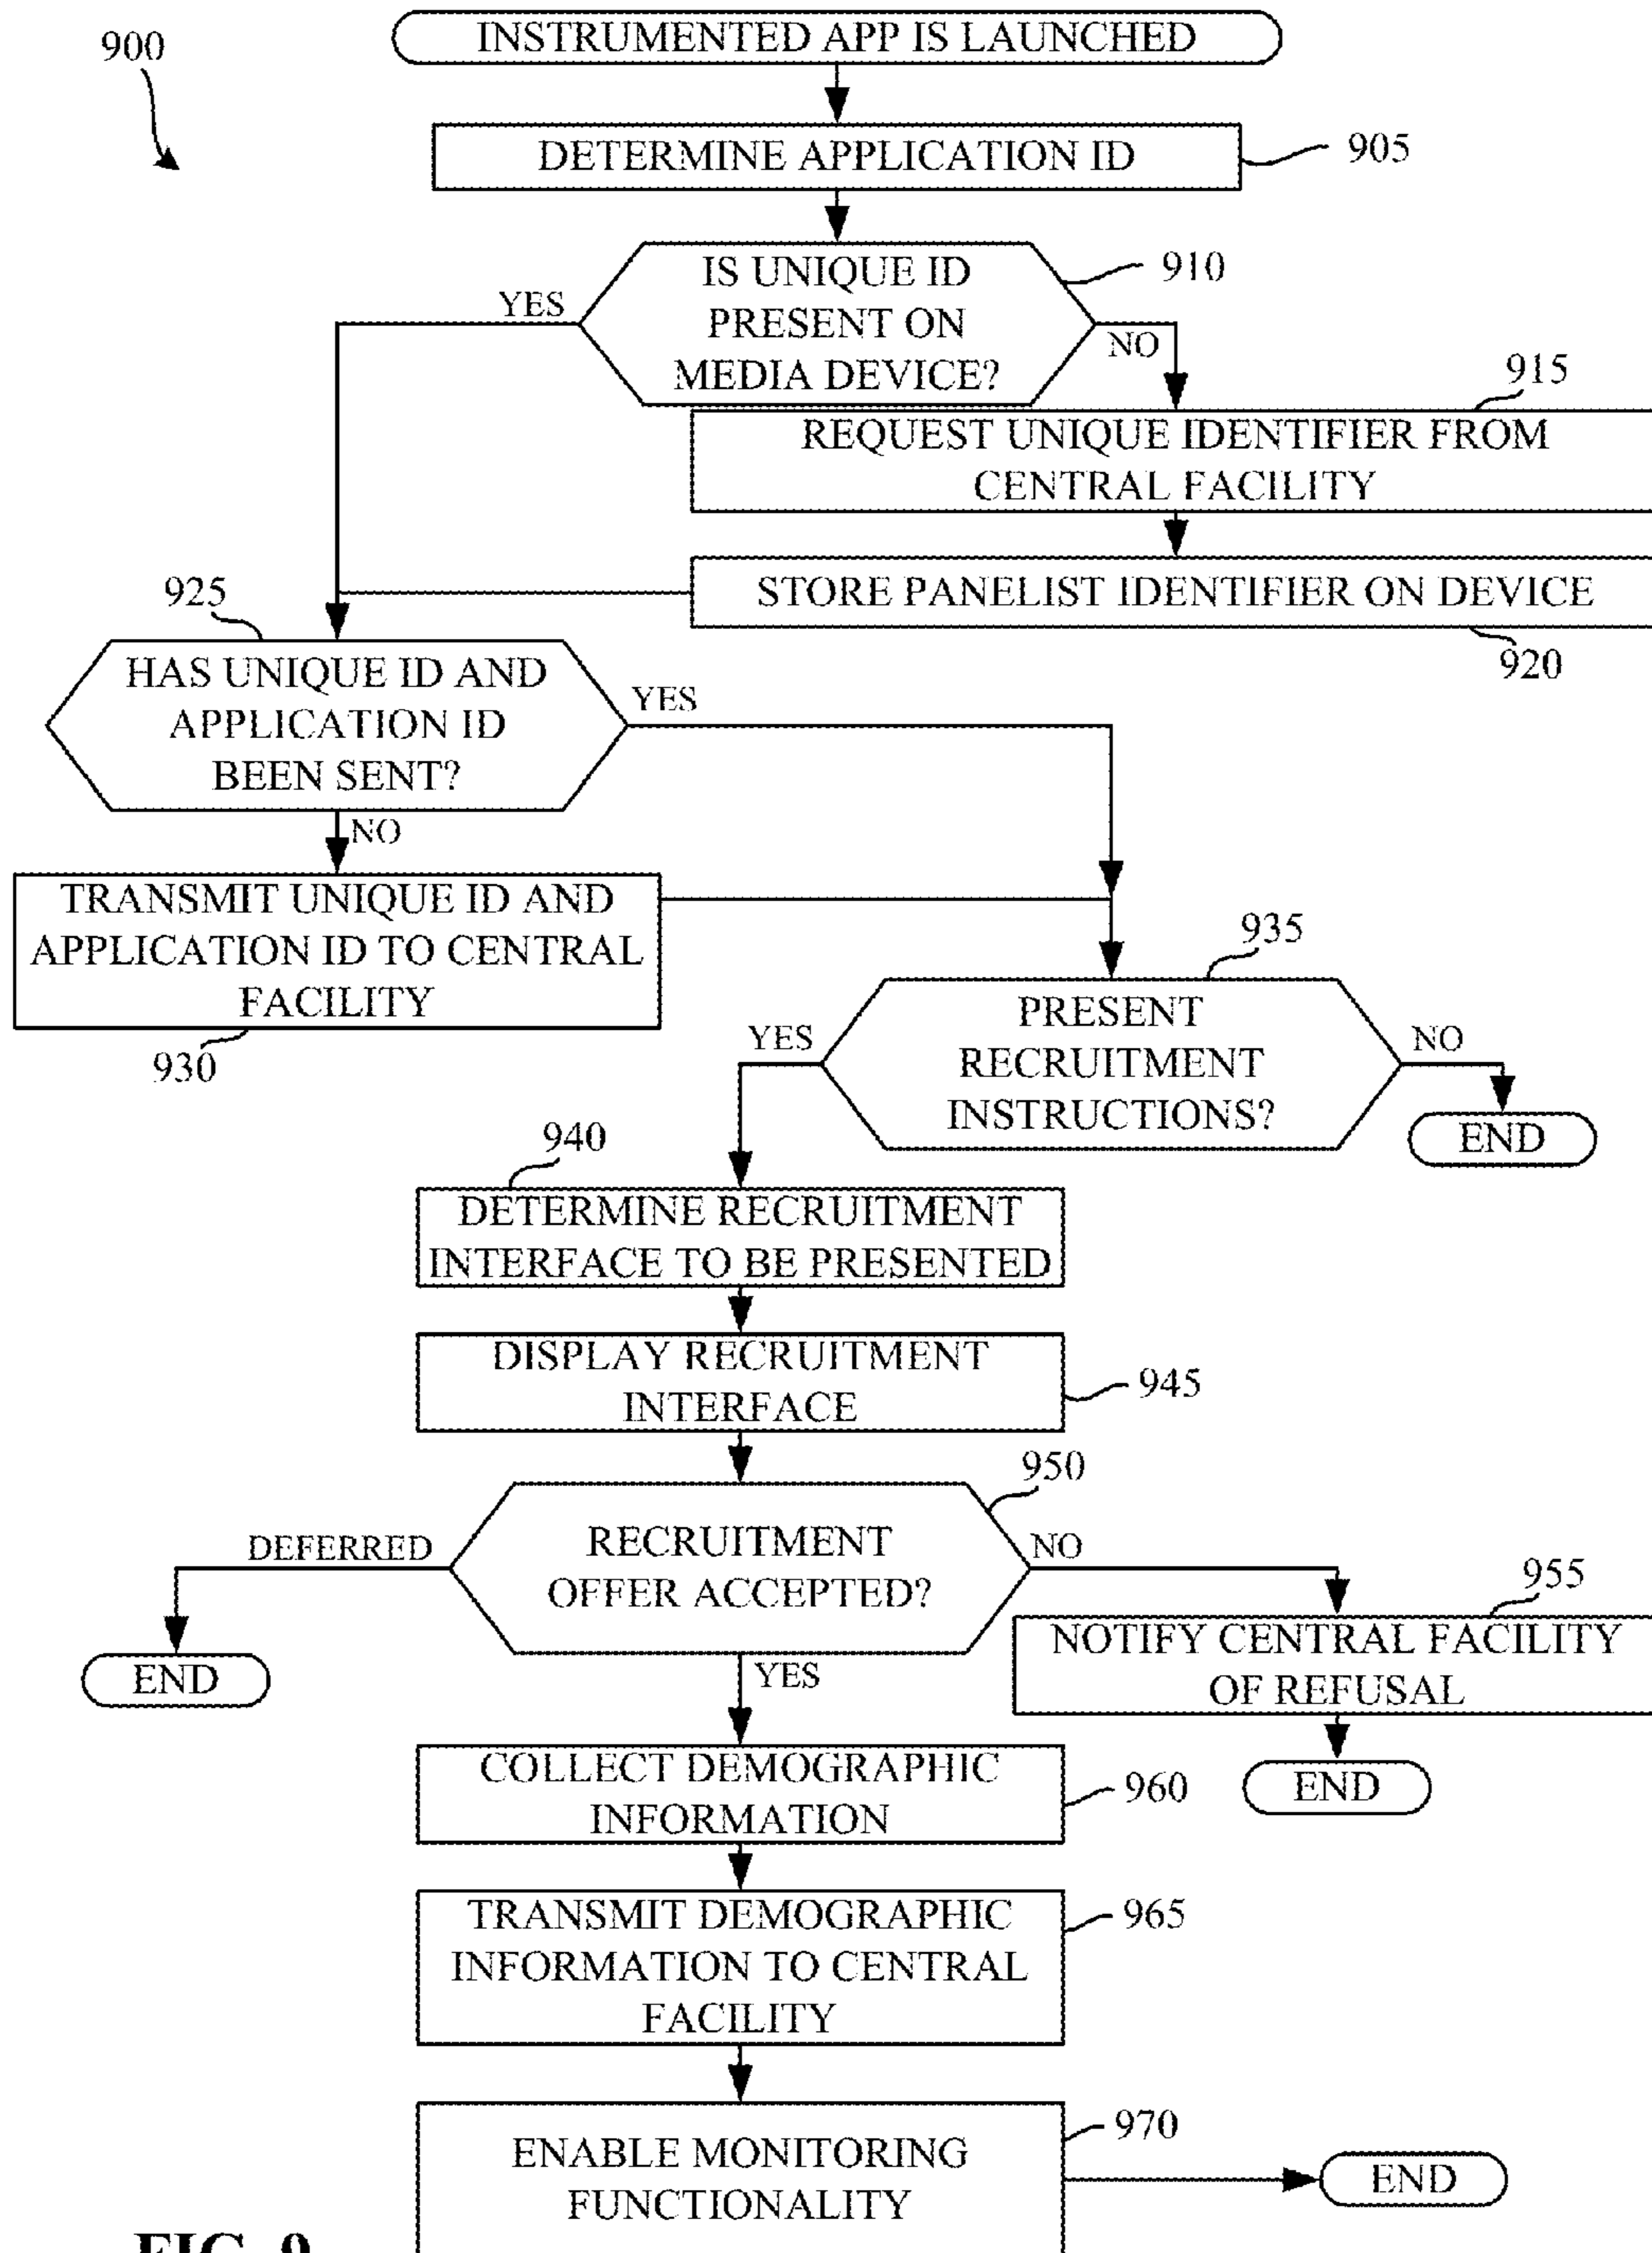 900
INSTRUMENTED APP IS LAUNCHED
DETERMINE APPLICATION ID
905
IS UNIQUE ID
PRESENT ON
MEDIA DEVICE?
910
YES
NO
915
REQUEST UNIQUE IDENTIFIER FROM
CENTRAL FACILITY
STORE PANELIST IDENTIFIER ON DEVICE
920
925
HAS UNIQUE ID AND
APPLICATION ID
BEEN SENT?
YES
NO
TRANSMIT UNIQUE ID AND
APPLICATION ID TO CENTRAL
FACILITY
930
935
PRESENT
RECRUITMENT
INSTRUCTIONS?
YES
NO
END
940
DETERMINE RECRUITMENT
INTERFACE TO BE PRESENTED
DISPLAY RECRUITMENT
INTERFACE
945
950
RECRUITMENT
OFFER ACCEPTED?
DEFERRED
NO
END
YES
955
NOTIFY CENTRAL FACILITY
OF REFUSAL
END
COLLECT DEMOGRAPHIC
INFORMATION
960
TRANSMIT DEMOGRAPHIC
INFORMATION TO CENTRAL
FACILITY
965
ENABLE MONITORING
FUNCTIONALITY
970
END
FIG. 9